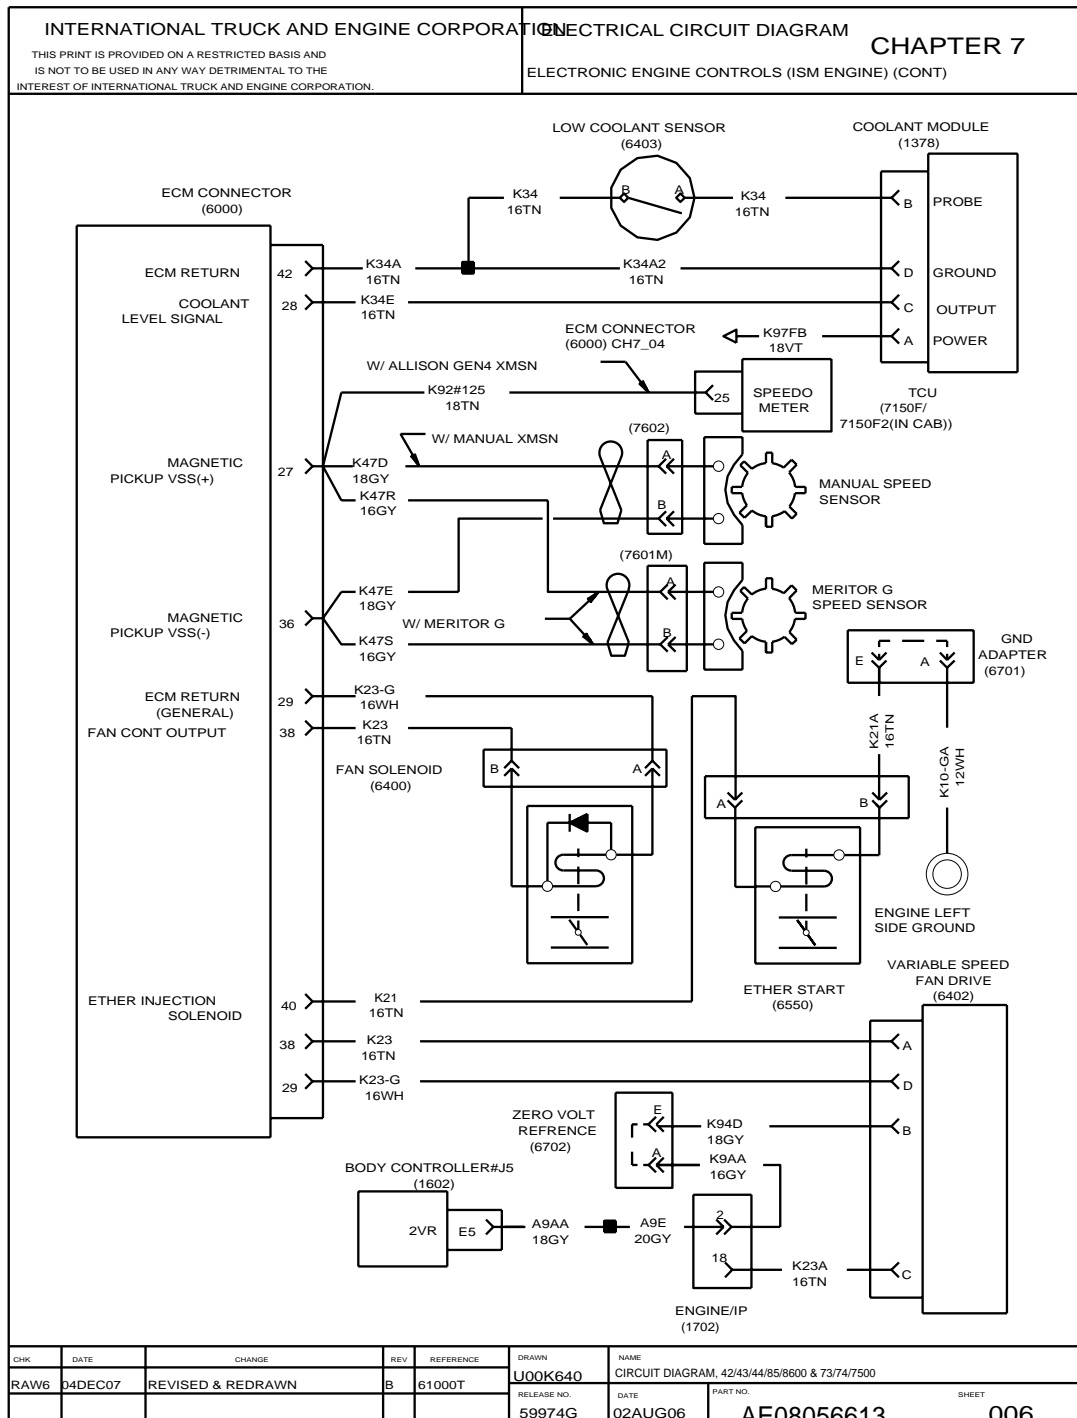 INTERNATIONAL TRUCK AND ENGINE CORPORATION
THIS PRINT IS PROVIDED ON A RESTRICTED BASIS AND
IS NOT TO BE USED IN ANY WAY DETRIMENTAL TO THE
INTEREST OF INTERNATIONAL TRUCK AND ENGINE CORPORATION.
ELECTRICAL CIRCUIT DIAGRAM
CHAPTER 7
ELECTRONIC ENGINE CONTROLS (ISM ENGINE) (CONT)
LOW COOLANT SENSOR
(6403)
COOLANT MODULE
(1378)
ECM CONNECTOR
(6000)
K34
16TN
B
A
K34
16TN
B
PROBE
ECM RETURN
42
K34A
16TN
K34A2
16TN
D
GROUND
COOLANT
LEVEL SIGNAL
28
K34E
16TN
C
OUTPUT
ECM CONNECTOR
(6000) CH7_04
K97FB
18VT
A
POWER
W/ ALLISON GEN4 XMSN
K92#125
18TN
25
SPEEDO
METER
TCU
(7150F/
7150F2(IN CAB))
W/ MANUAL XMSN
(7602)
MAGNETIC
PICKUP VSS(+)
27
K47D
18GY
K47R
16GY
A
B
MANUAL SPEED
SENSOR
(7601M)
MAGNETIC
PICKUP VSS(-)
36
K47E
18GY
W/ MERITOR G
K47S
16GY
A
B
MERITOR G
SPEED SENSOR
GND
ADAPTER
(6701)
E
A
K21A
16TN
K10-GA
12WH
ECM RETURN
(GENERAL)
29
K23-G
16WH
FAN CONT OUTPUT
38
K23
16TN
FAN SOLENOID
(6400)
B
A
A
B
ENGINE LEFT
SIDE GROUND
ETHER START
(6550)
VARIABLE SPEED
FAN DRIVE
(6402)
ETHER INJECTION
SOLENOID
40
K21
16TN
38
K23
16TN
A
29
K23-G
16WH
D
ZERO VOLT
REFRENCE
(6702)
E
K94D
18GY
B
A
K9AA
16GY
BODY CONTROLLER#J5
(1602)
2VR
E5
A9AA
18GY
A9E
20GY
2
18
K23A
16TN
C
ENGINE/IP
(1702)
CHK
DATE
CHANGE
REV
REFERENCE
DRAWN
NAME
RAW6
04DEC07
REVISED & REDRAWN
B
61000T
U00K640
CIRCUIT DIAGRAM, 42/43/44/85/8600 & 73/74/7500
RELEASE NO.
DATE
PART NO.
SHEET
59974G
02AUG06
AE08056613
006